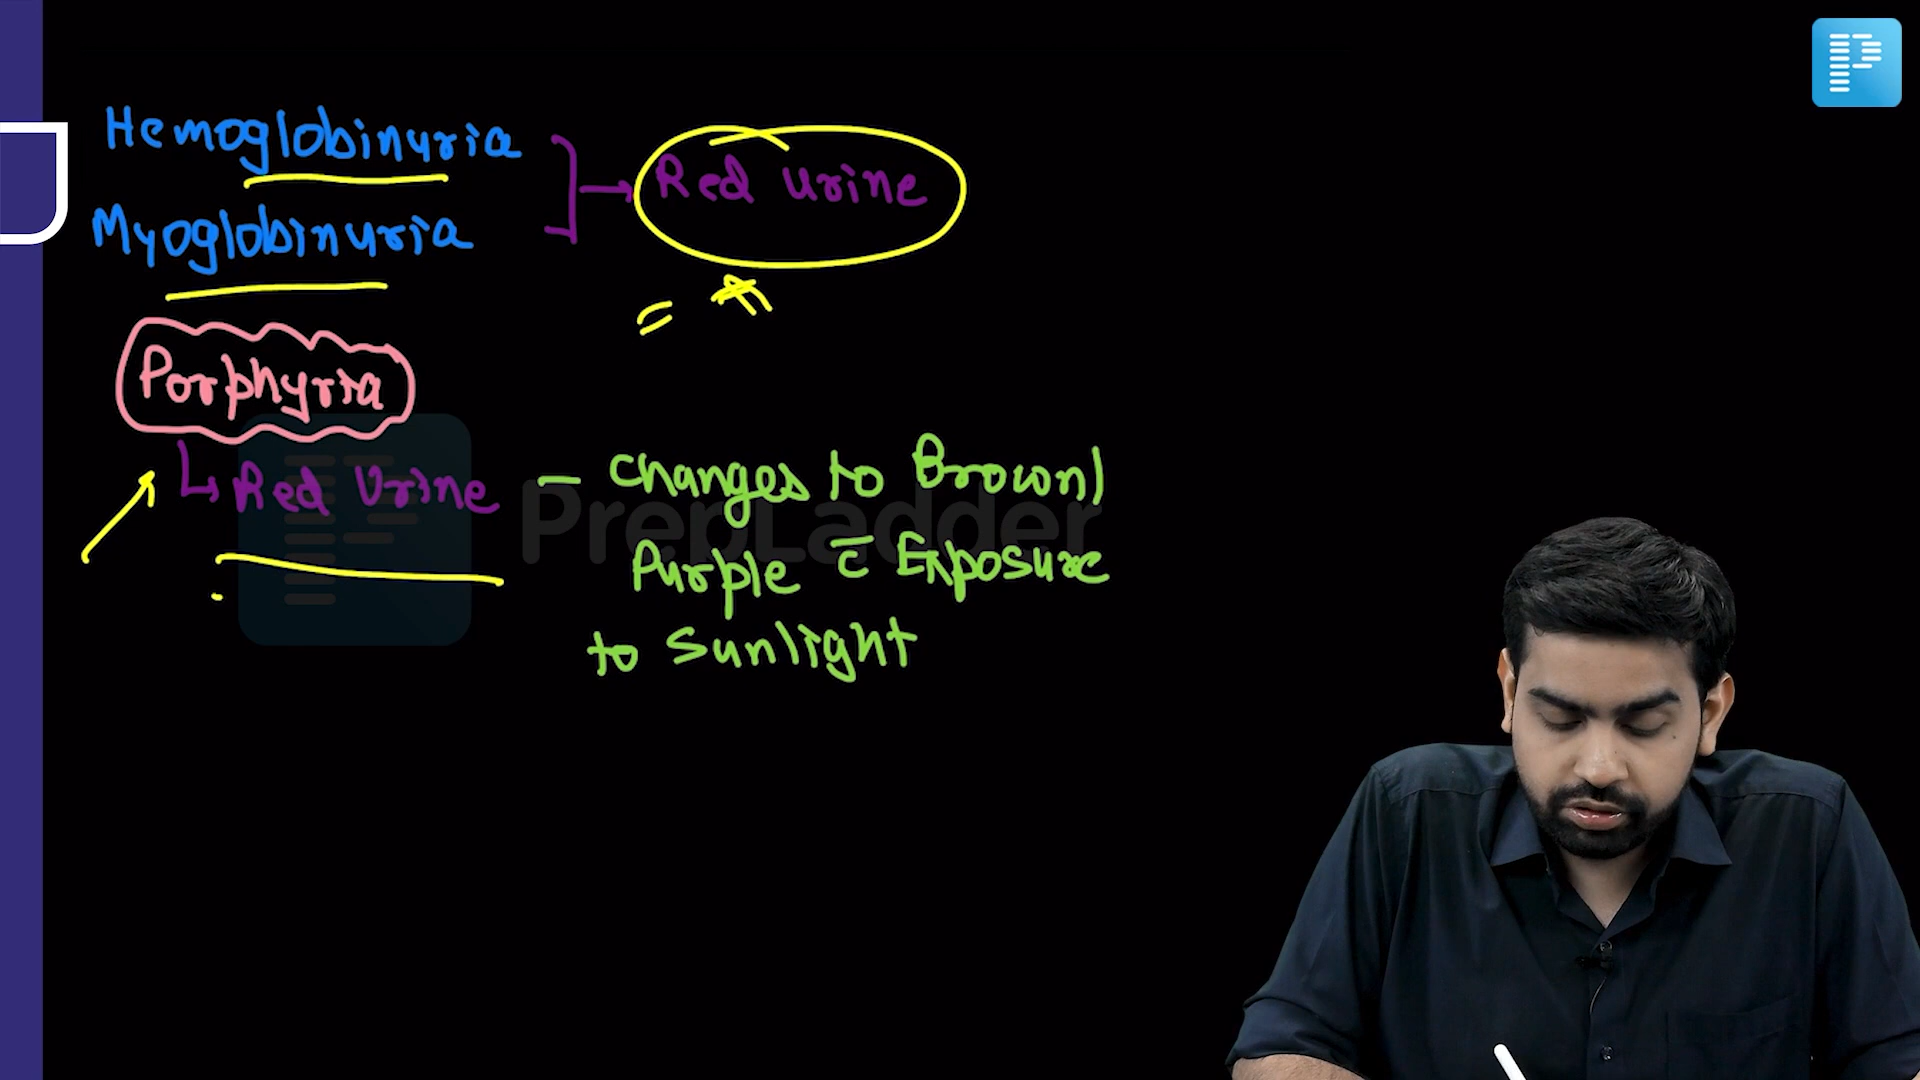 Hemoglobinuria
Myoglobinuria
Red Urine
Porphyria
Red Urine - Changes to Brown/
Purple c̄ Exposure
to Sunlight
PrepLadder